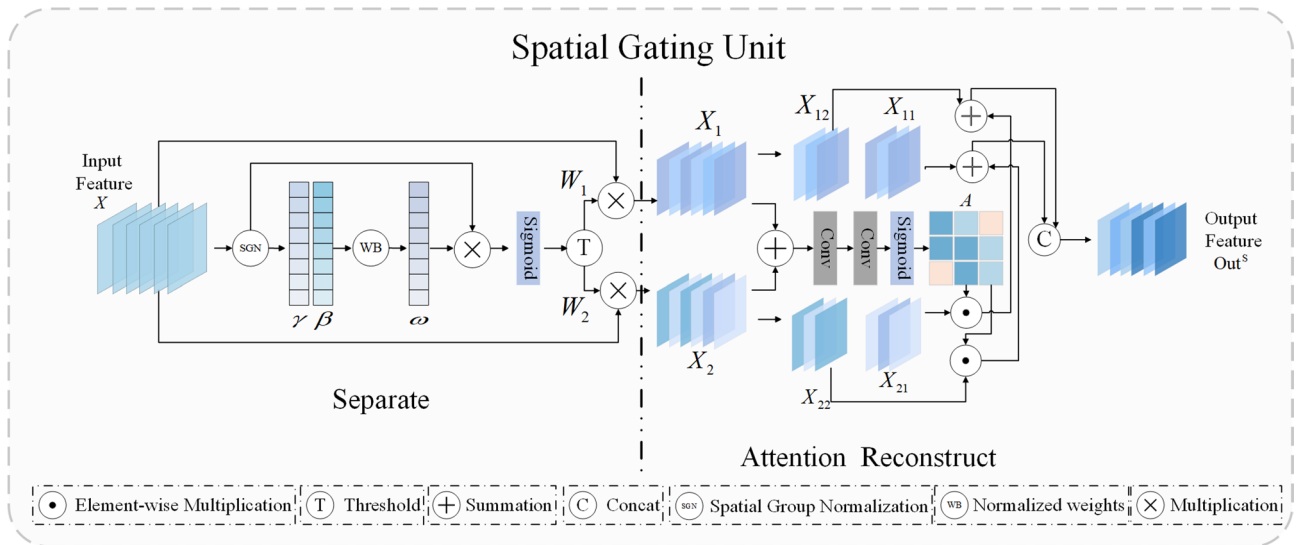 Spatial Gating Unit
Input
Feature
X
SGN
γ
β
WB
ω
Sigmoid
T
W1
W2
X1
X2
X12
X11
A
Conv
Conv
Sigmoid
X22
X21
C
Output
Feature
Out^S
Separate
Attention Reconstruct
Element-wise Multiplication
T Threshold
Summation
C Concat
SGN Spatial Group Normalization
WB Normalized weights
Multiplication